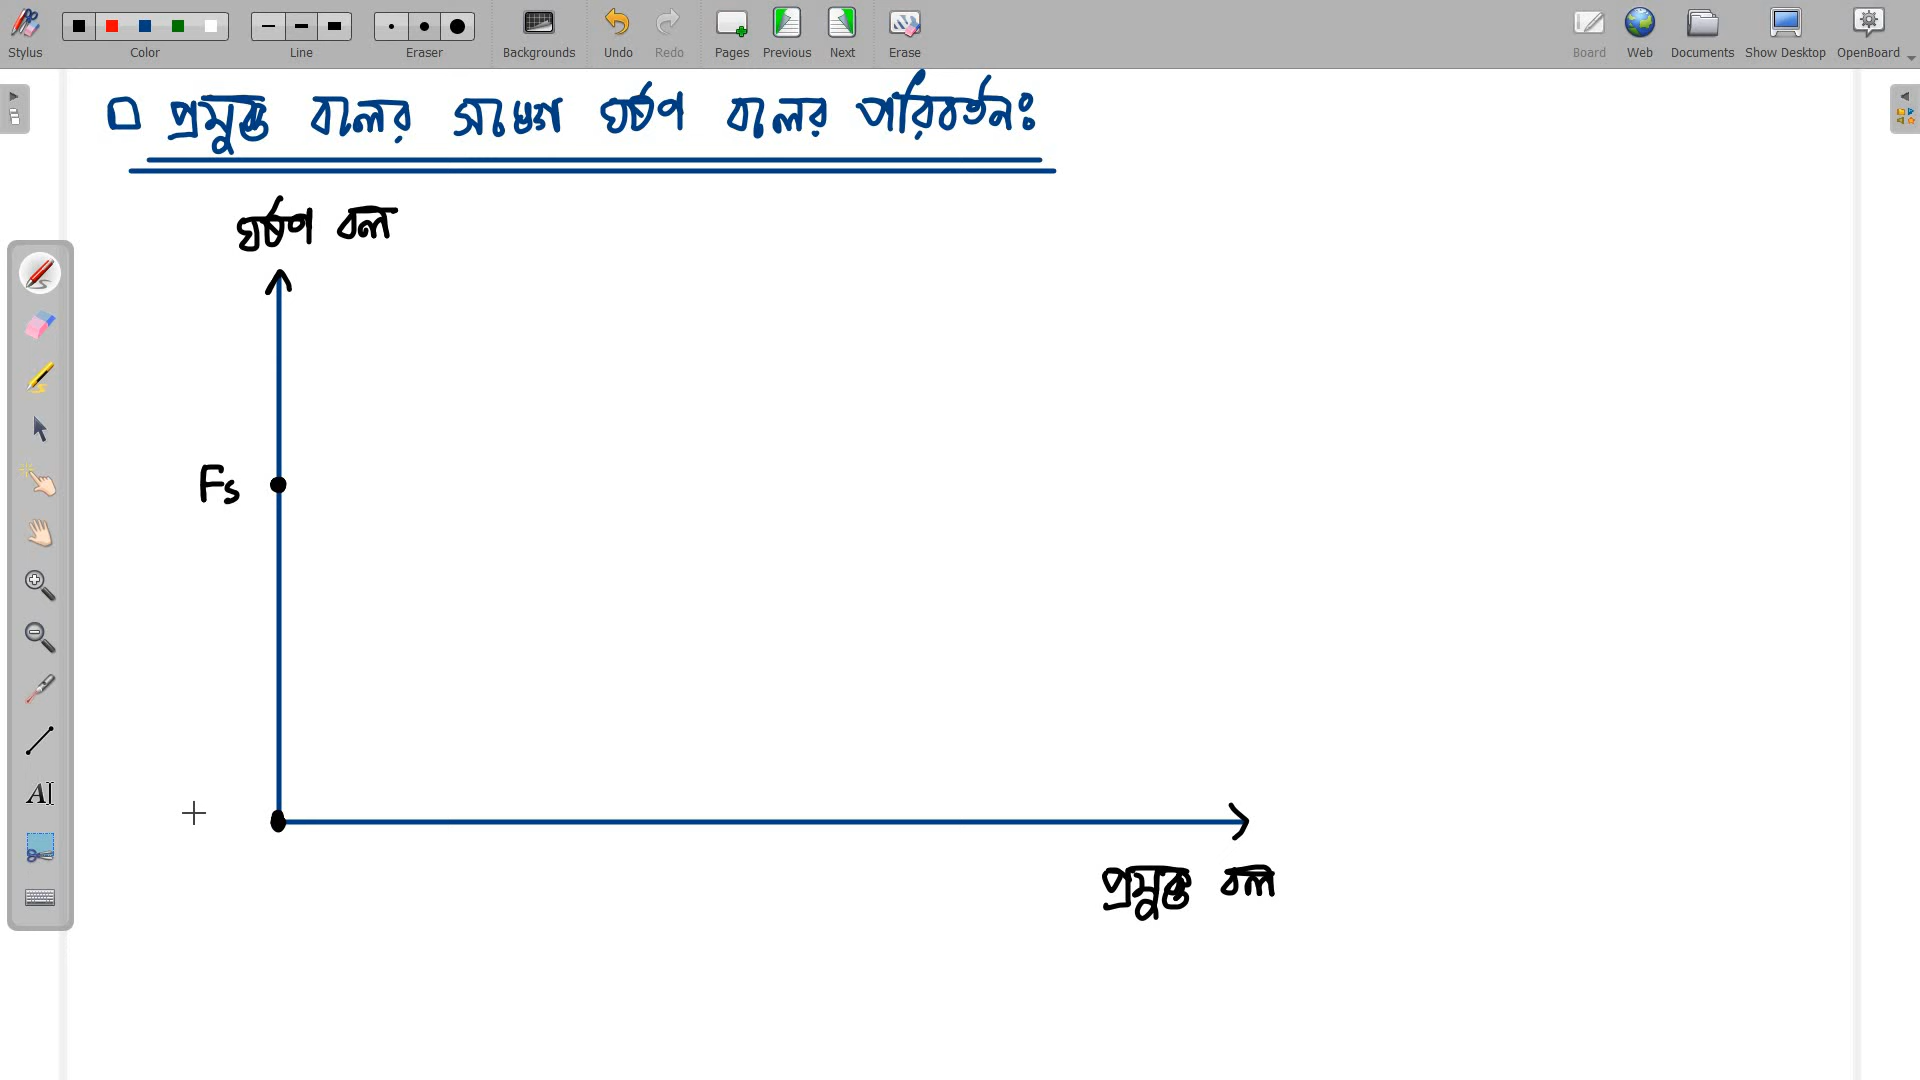 Stylus Color Line Eraser Backgrounds Undo Redo Pages Previous Next Erase Board Web Documents Show Desktop OpenBoard
□ প্রযুক্ত বলের সঙ্গে ঘর্ষণ বলের পরিবর্তনঃ
ঘর্ষণ বল
Fs
প্রযুক্ত বল